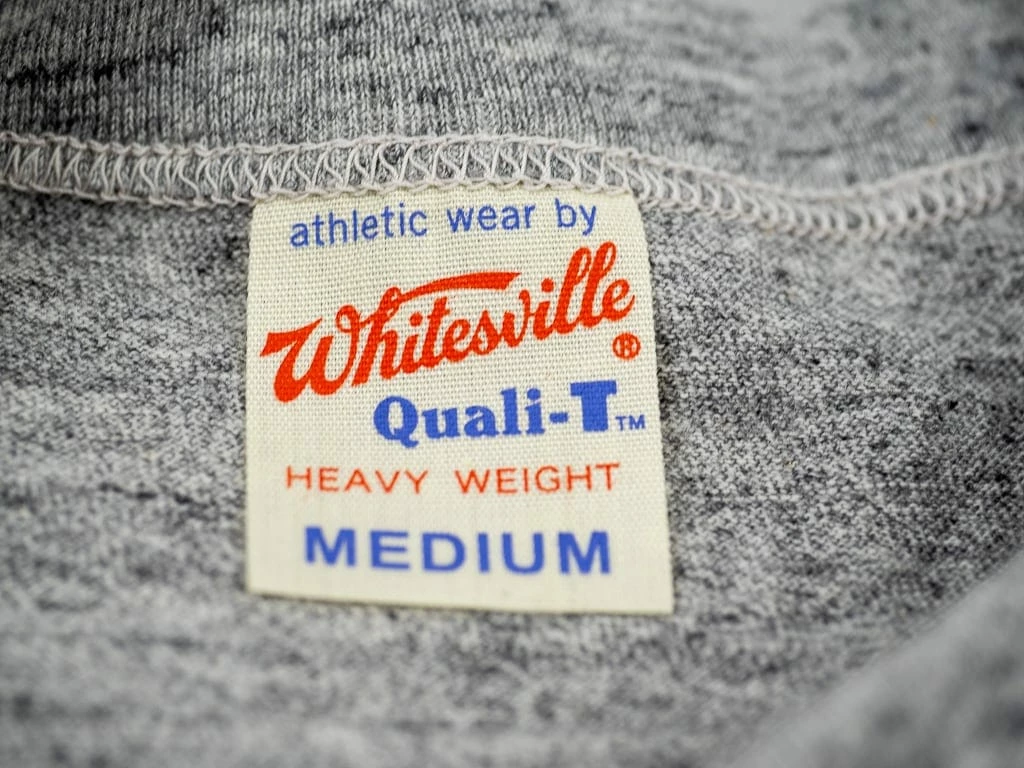 athletic wear by
Whitesville®
Quali-T™
HEAVY WEIGHT
MEDIUM